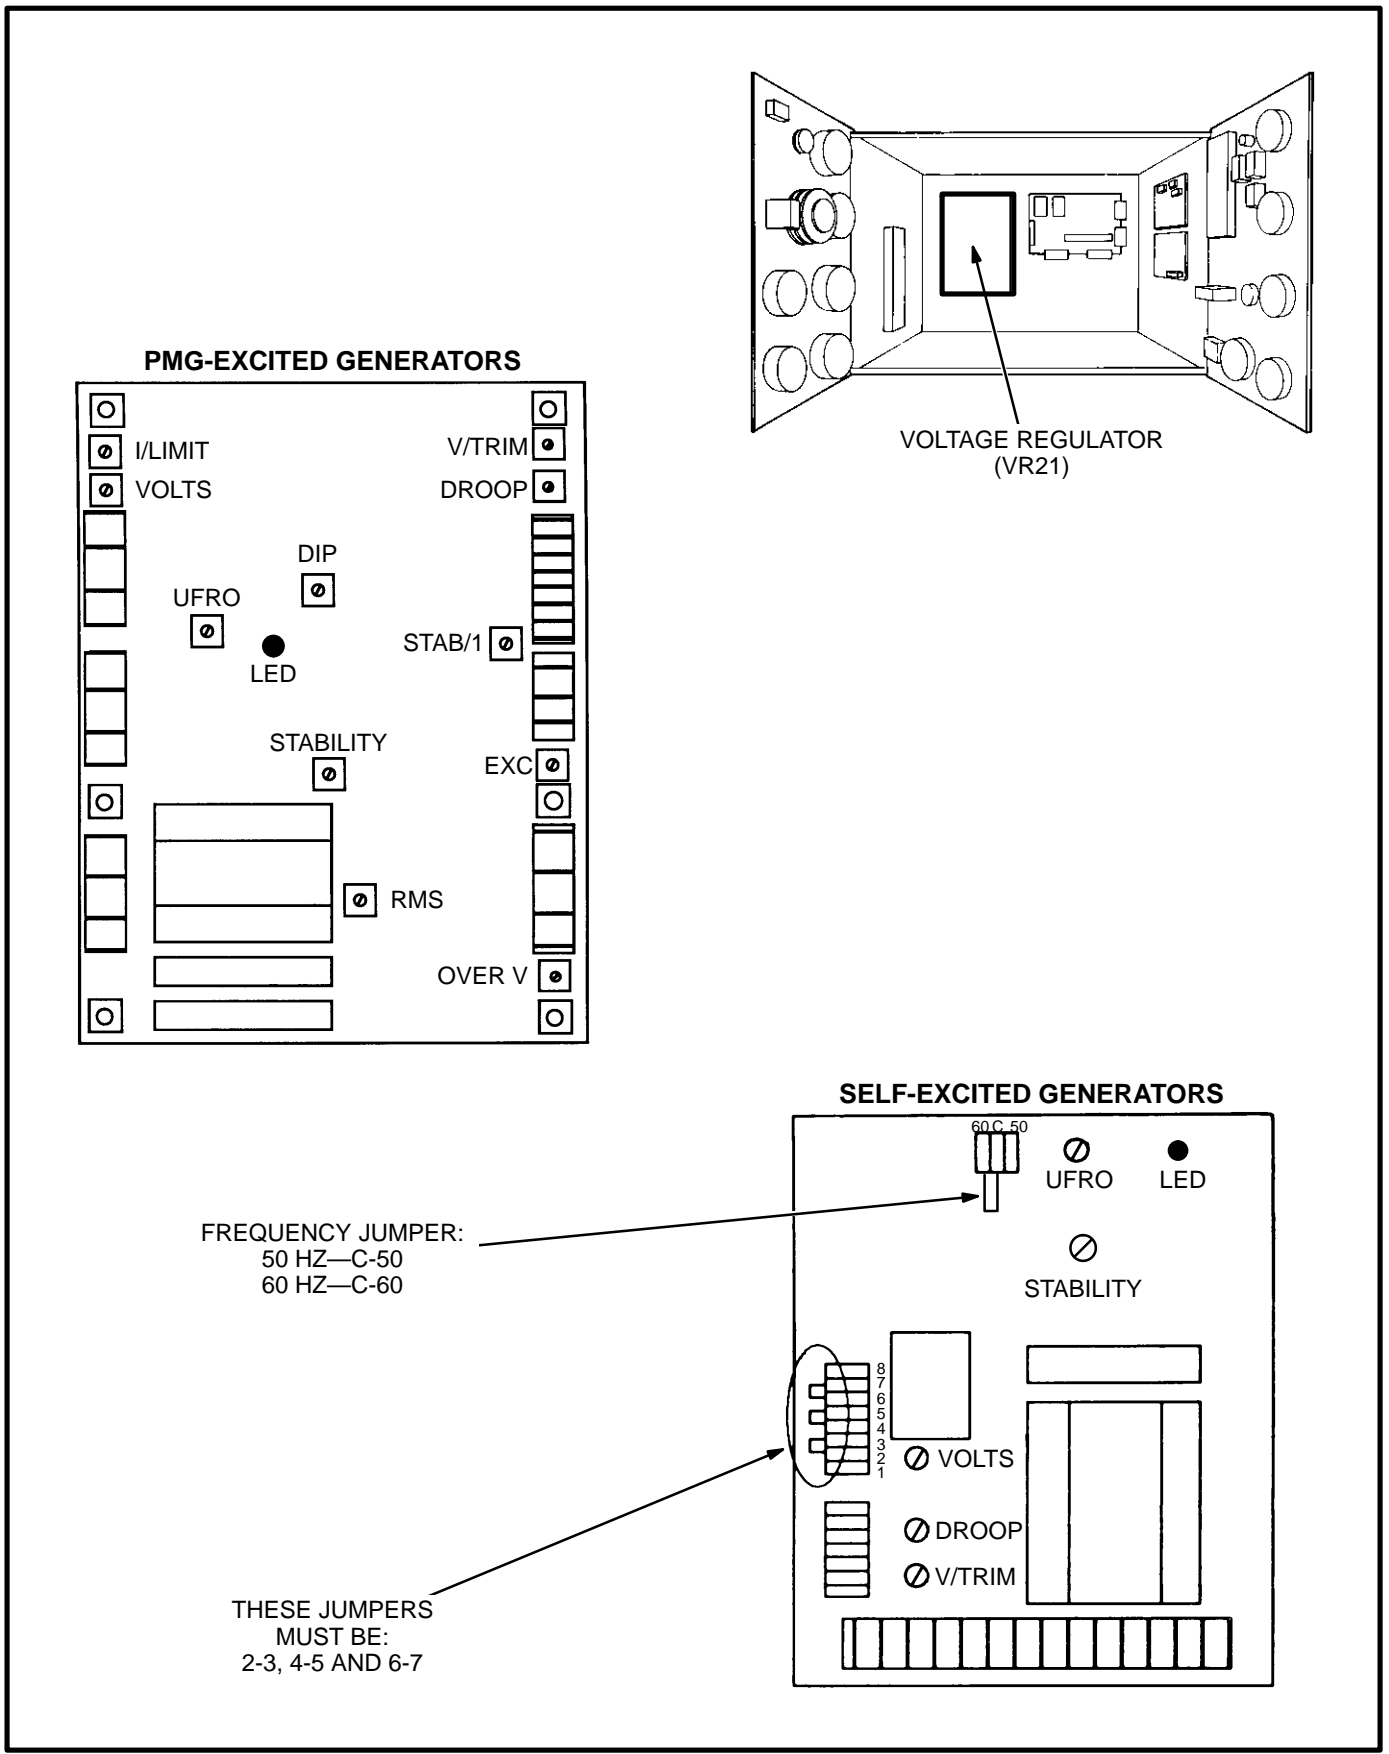 VOLTAGE REGULATOR
(VR21)
PMG-EXCITED GENERATORS
I/LIMIT
V/TRIM
VOLTS
DROOP
DIP
UFRO
STAB/1
LED
STABILITY
EXC
RMS
OVER V
SELF-EXCITED GENERATORS
60 C 50
UFRO
LED
FREQUENCY JUMPER:
50 HZ—C-50
60 HZ—C-60
STABILITY
8
7
6
5
4
3
2
1
VOLTS
DROOP
V/TRIM
THESE JUMPERS
MUST BE:
2-3, 4-5 AND 6-7